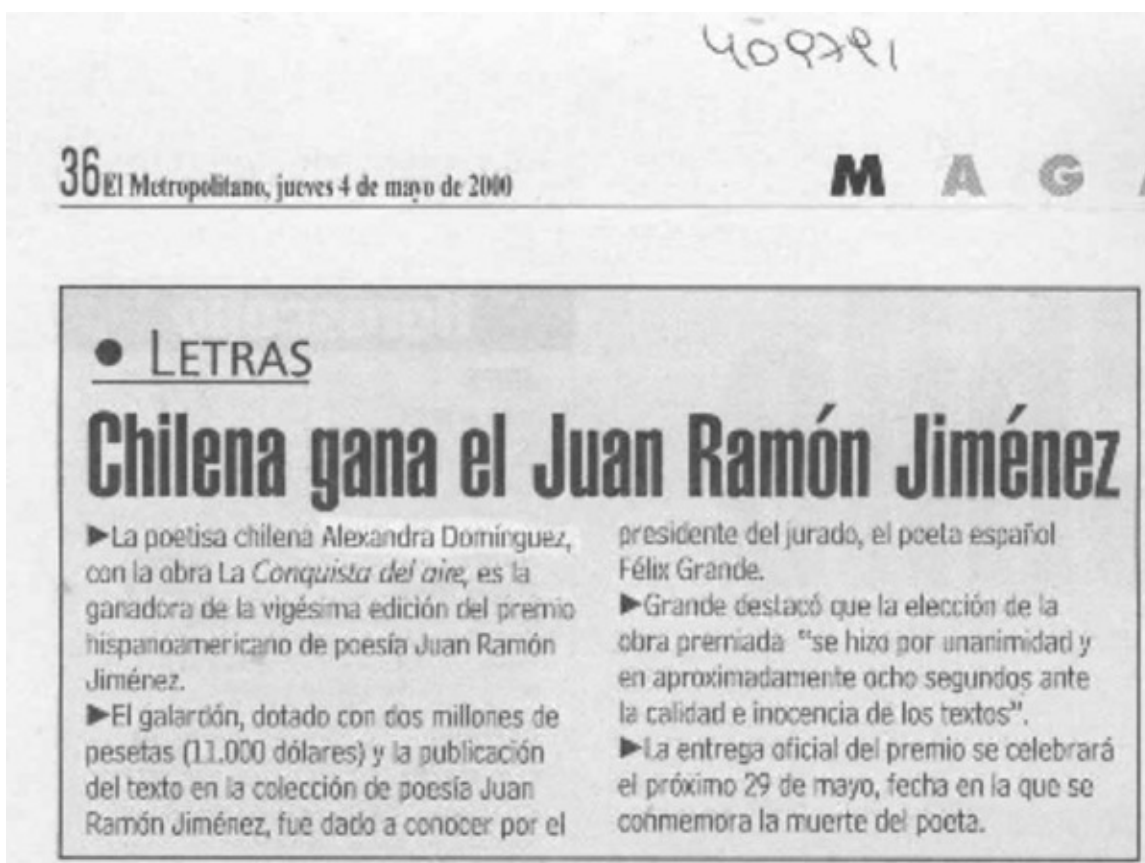 409791
36 El Metropolitano, jueves 4 de mayo de 2000
M A G
• LETRAS
Chilena gana el Juan Ramón Jiménez
►La poetisa chilena Alexandra Domínguez,
con la obra La Conquista del aire, es la
ganadora de la vigésima edición del premio
hispanoamericano de poesía Juan Ramón
Jiménez.
►El galardón, dotado con dos millones de
pesetas (11.000 dólares) y la publicación
del texto en la colección de poesía Juan
Ramón Jiménez, fue dado a conocer por el
presidente del jurado, el poeta español
Félix Grande.
►Grande destacó que la elección de la
obra premiada "se hizo por unanimidad y
en aproximadamente ocho segundos ante
la calidad e inocencia de los textos".
►La entrega oficial del premio se celebrará
el próximo 29 de mayo, fecha en la que se
conmemora la muerte del poeta.